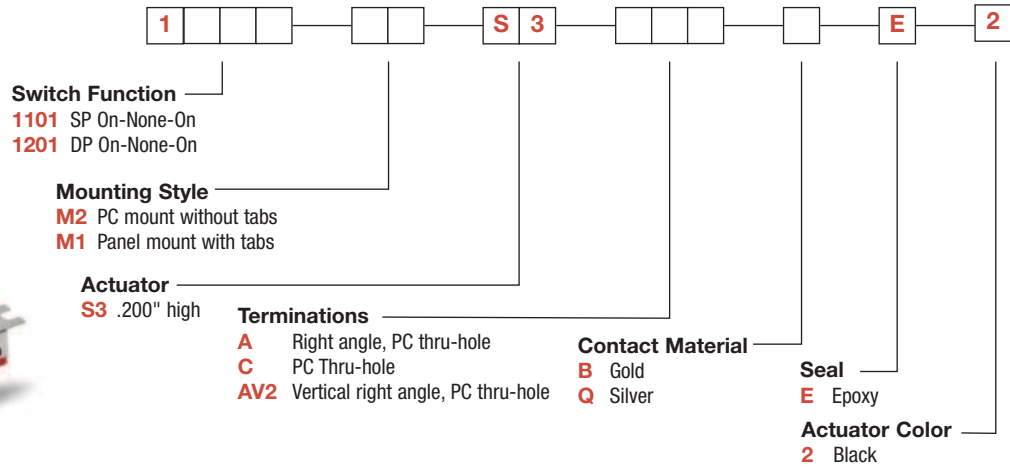 1 S 3 E 2
Switch Function
1101 SP On-None-On
1201 DP On-None-On
Mounting Style
M2 PC mount without tabs
M1 Panel mount with tabs
Actuator
S3 .200" high
Terminations
A Right angle, PC thru-hole
C PC Thru-hole
AV2 Vertical right angle, PC thru-hole
Contact Material
B Gold
Q Silver
Seal
E Epoxy
Actuator Color
2 Black